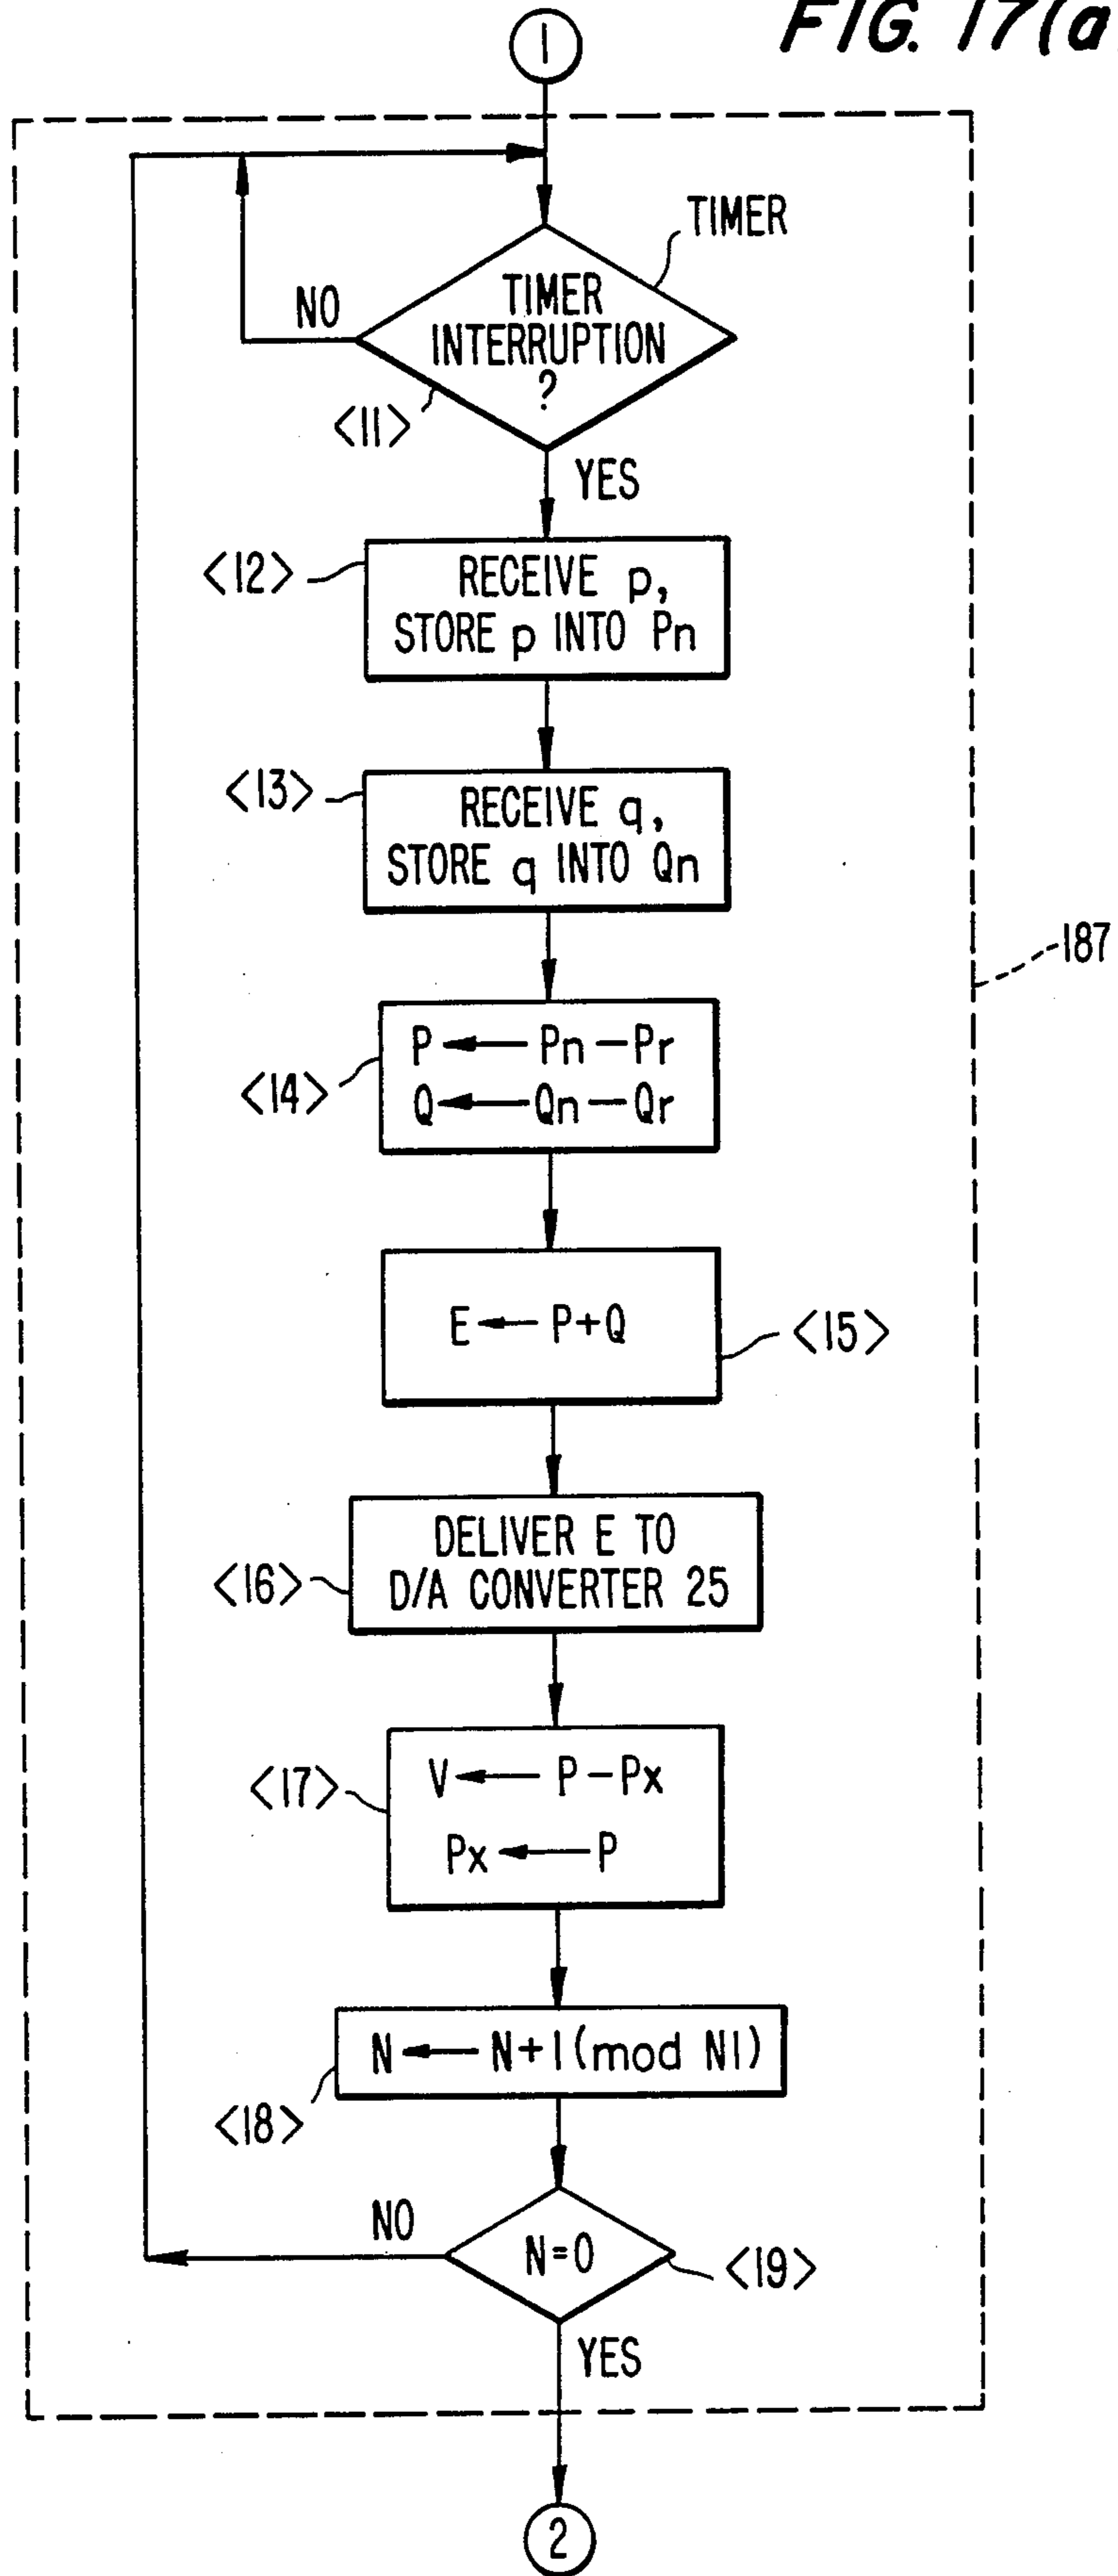 FIG. 17(a
1
TIMER
TIMER
INTERRUPTION
?
NO
<11>
YES
<12>
RECEIVE p,
STORE p INTO Pn
<13>
RECEIVE q,
STORE q INTO Qn
187
<14>
P ← Pn − Pr
Q ← Qn − Qr
E ← P+Q
<15>
DELIVER E TO
D/A CONVERTER 25
<16>
<17>
V ← P − Px
Px ← P
N ← N+1(mod N1)
<18>
NO
N=0
<19>
YES
2